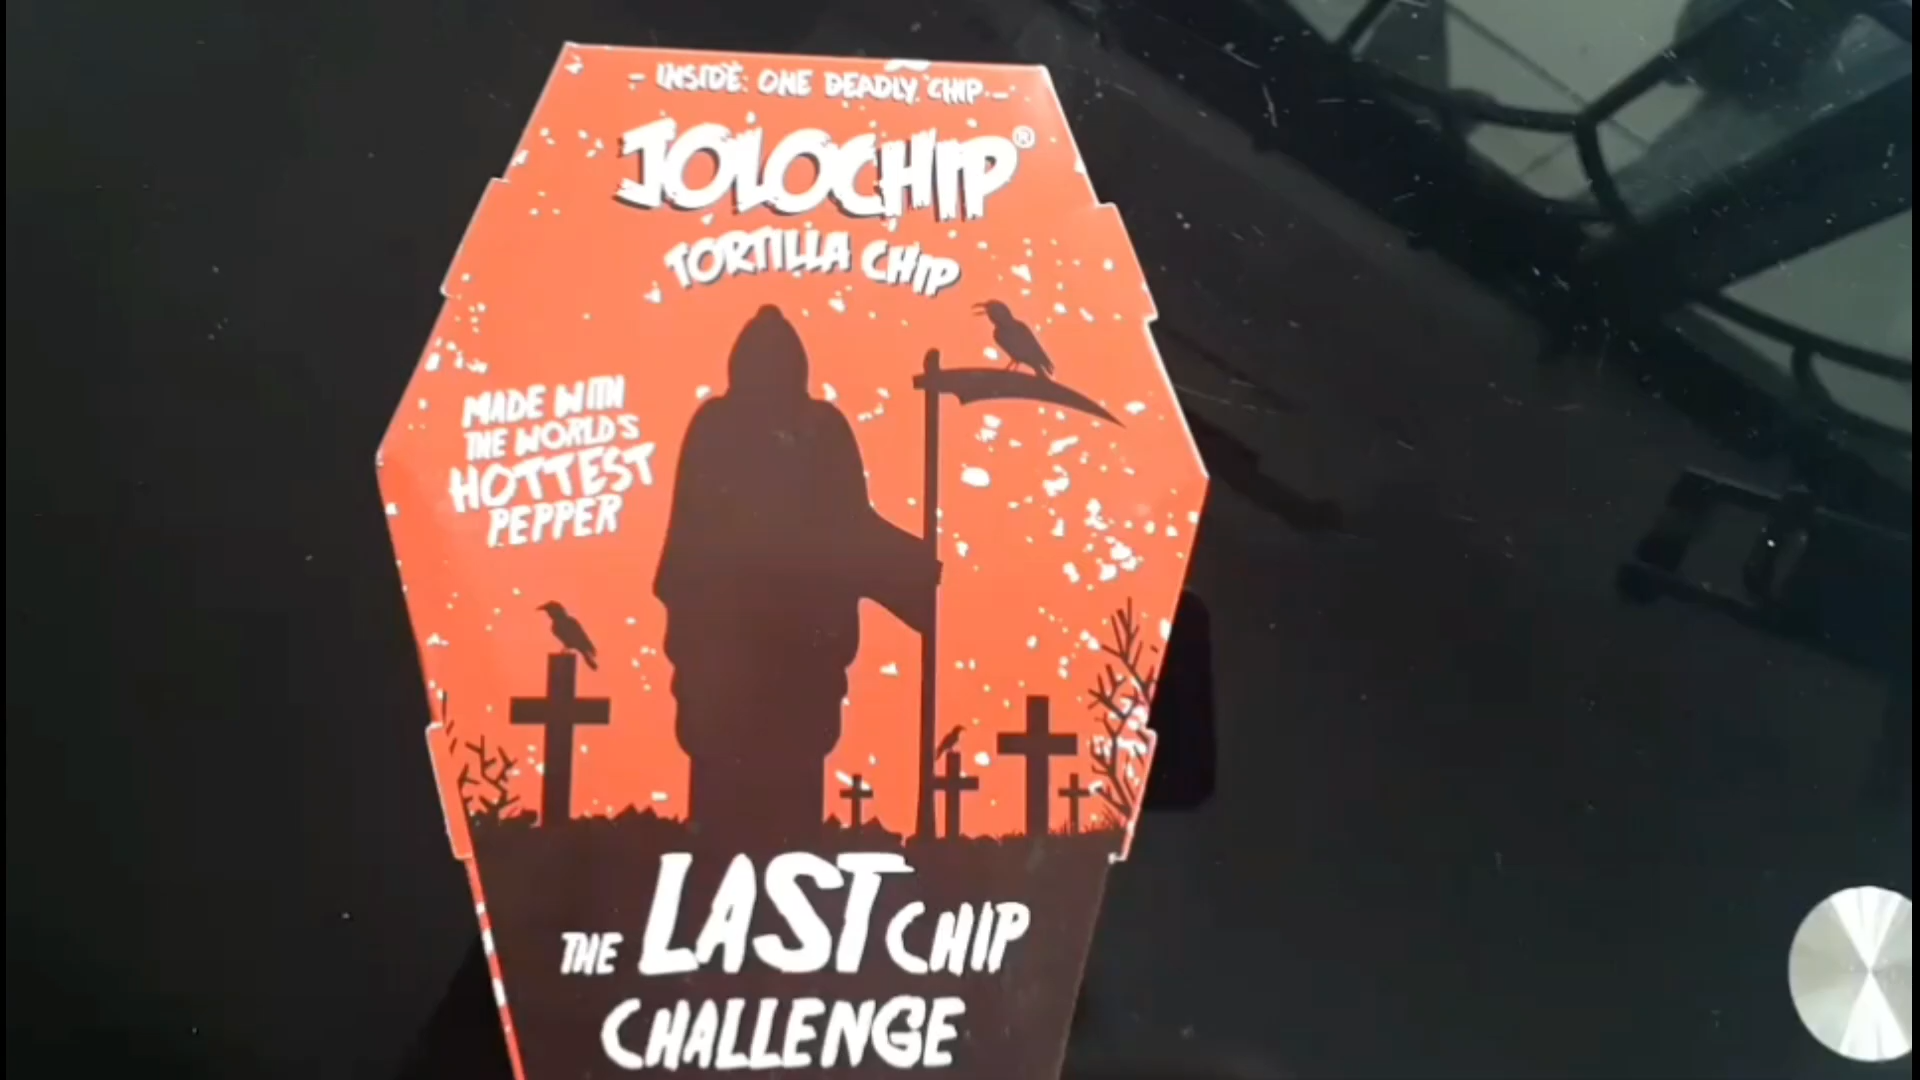 - INSIDE: ONE DEADLY CHIP -
JOLOCHIP®
TORTILLA CHIP
MADE WITH
THE WORLD'S
HOTTEST
PEPPER
THE LAST CHIP
CHALLENGE